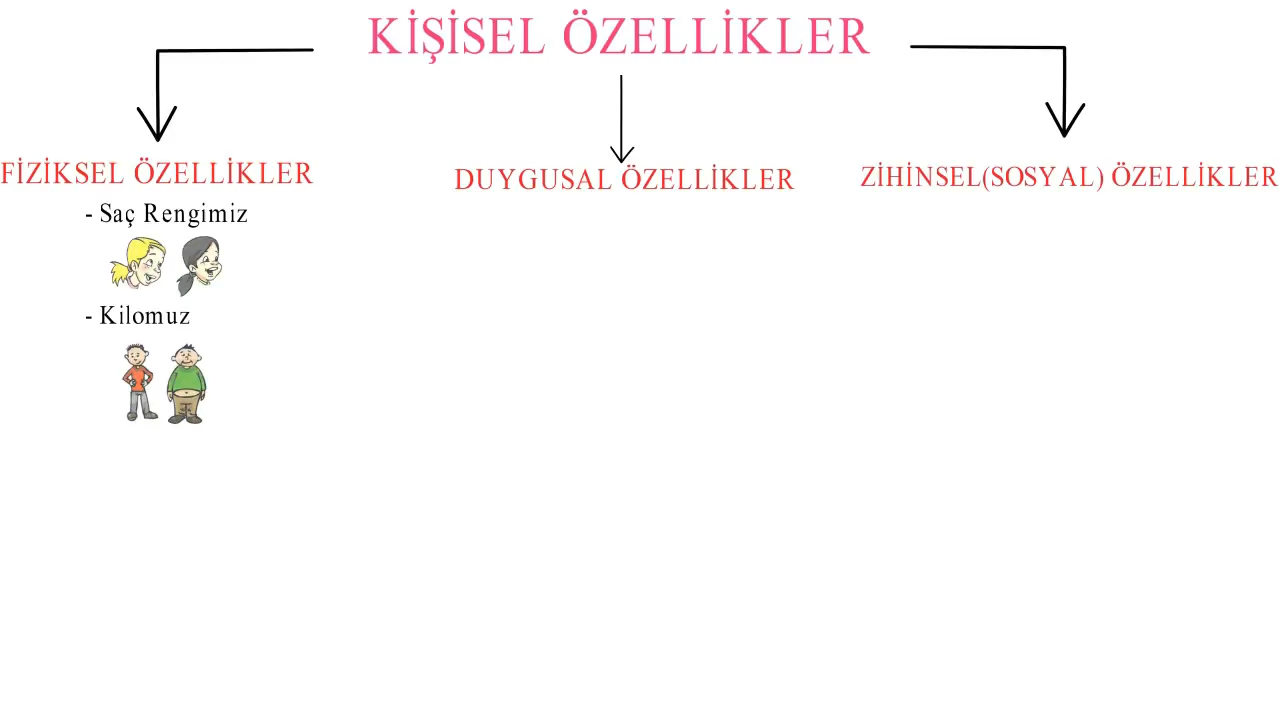 KİŞİSEL ÖZELLİKLER
FİZİKSEL ÖZELLİKLER
- Saç Rengimiz
- Kilomuz
DUYGUSAL ÖZELLİKLER
ZİHİNSEL(SOSYAL) ÖZELLİKLER